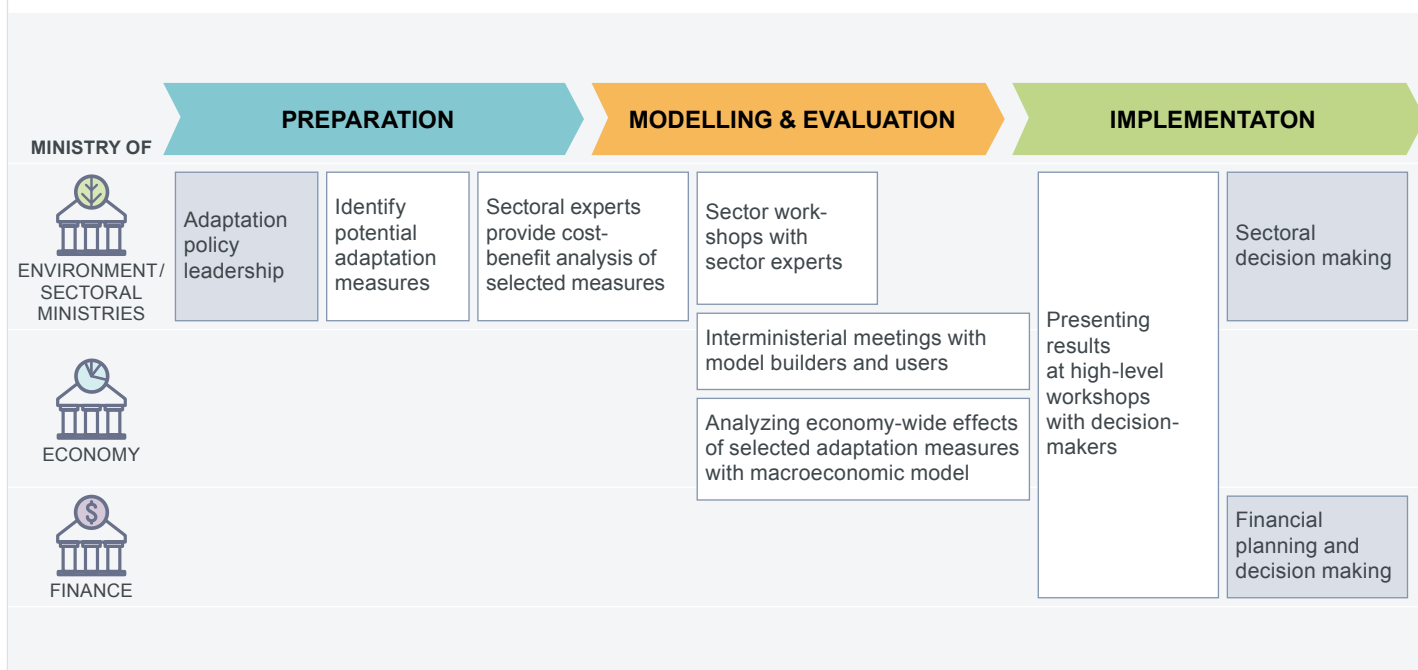 PREPARATION
MODELLING & EVALUATION
IMPLEMENTATON
MINISTRY OF
ENVIRONMENT/
SECTORAL
MINISTRIES
Adaptation
policy
leadership
Identify
potential
adaptation
measures
Sectoral experts
provide cost-
benefit analysis of
selected measures
Sector work-
shops with
sector experts
Interministerial meetings with
model builders and users
Analyzing economy-wide effects
of selected adaptation measures
with macroeconomic model
Presenting
results
at high-level
workshops
with decision-
makers
Sectoral
decision making
ECONOMY
$
FINANCE
Financial
planning and
decision making